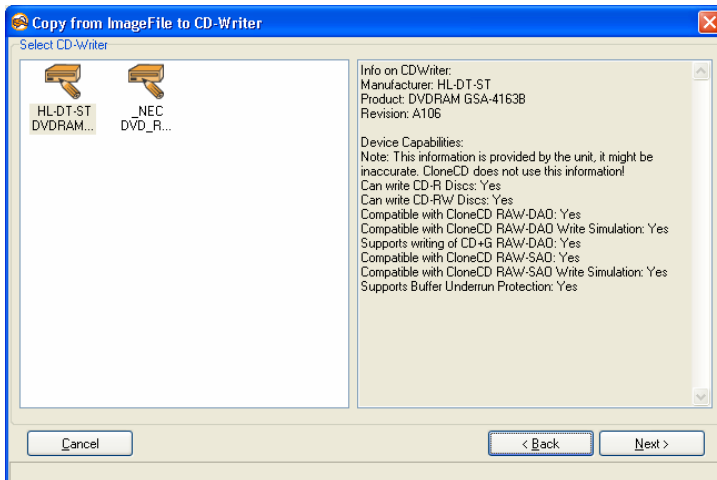 Copy from ImageFile to CD-Writer
Select CD-Writer
HL-DT-ST
DVDRAM...
_NEC
DVD_R...
Info on CDWriter:
Manufacturer: HL-DT-ST
Product: DVDRAM GSA-4163B
Revision: A106
Device Capabilities:
Note: This information is provided by the unit, it might be
inaccurate. CloneCD does not use this information!
Can write CD-R Discs: Yes
Can write CD-RW Discs: Yes
Compatible with CloneCD RAW-DAO: Yes
Compatible with CloneCD RAW-DAO Write Simulation: Yes
Supports writing of CD+G RAW-DAO: Yes
Compatible with CloneCD RAW-SAO: Yes
Compatible with CloneCD RAW-SAO Write Simulation: Yes
Supports Buffer Underrun Protection: Yes
Cancel
< Back
Next >